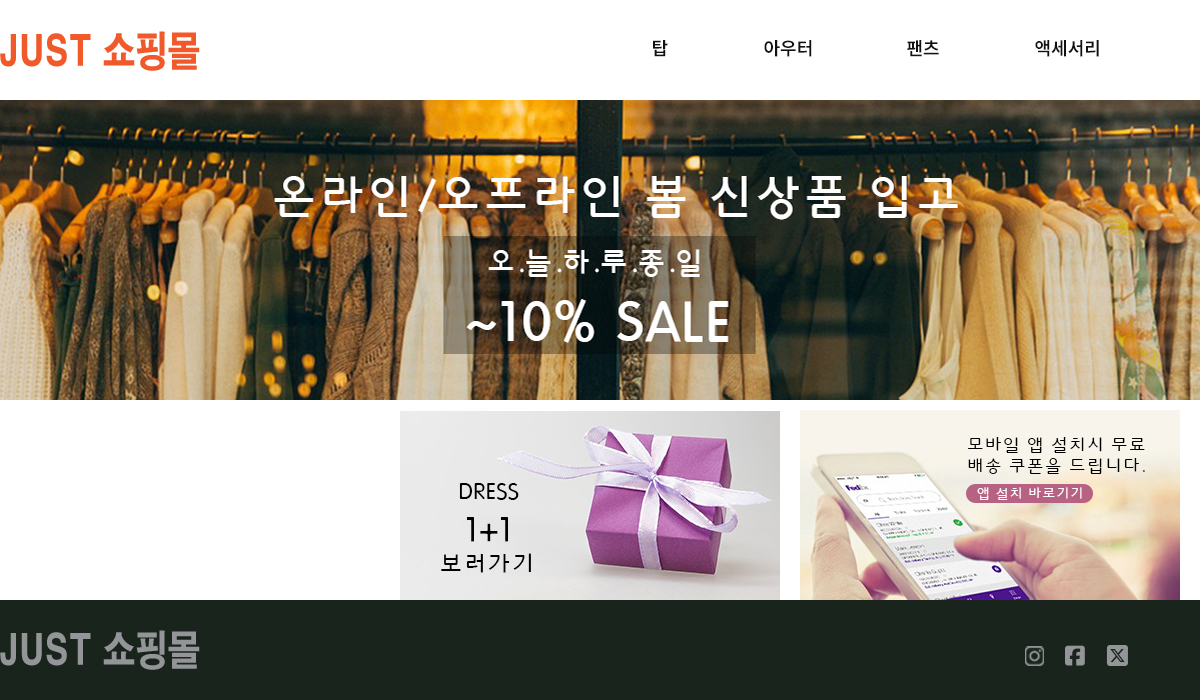 JUST 쇼핑몰
탑 아우터 팬츠 액세서리
온라인/오프라인 봄 신상품 입고
오.늘.하.루.종.일
~10% SALE
DRESS
1+1
보러가기
모바일 앱 설치시 무료
배송 쿠폰을 드립니다.
앱 설치 바로가기
FedEx
JUST 쇼핑몰